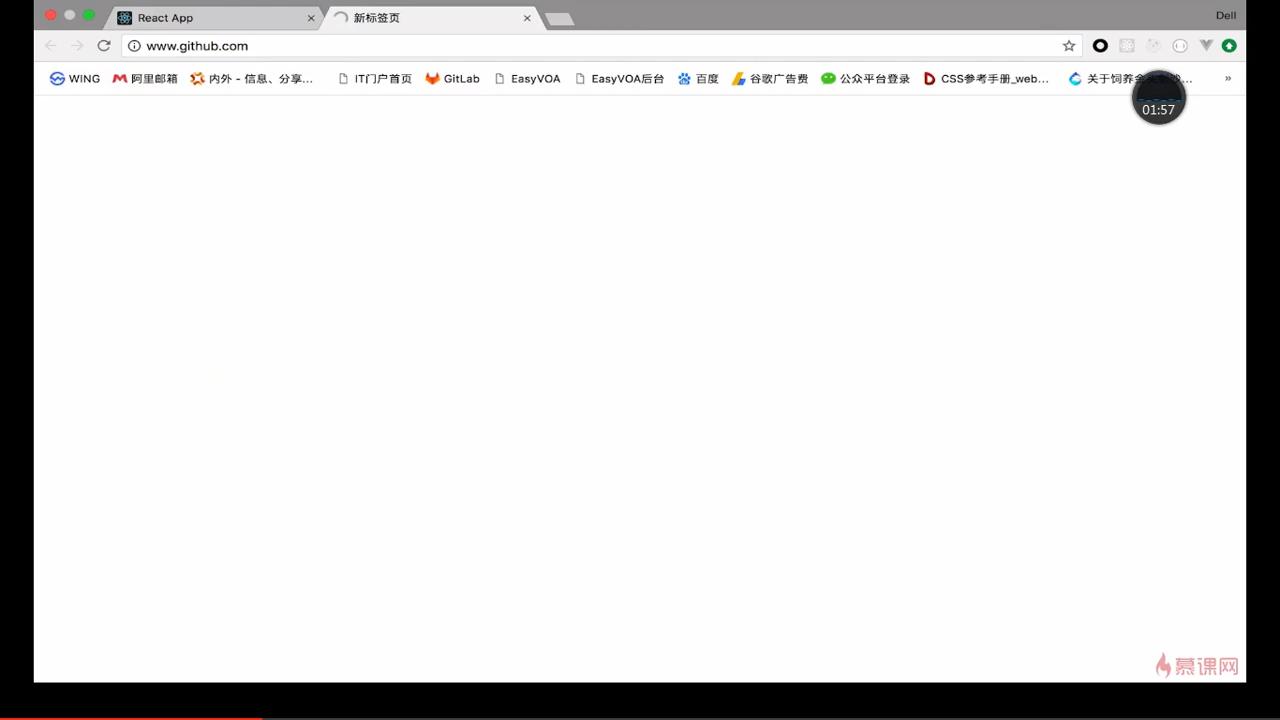 React App
新标签页
Dell
www.github.com
WING 阿里邮箱 内外 - 信息、分享... IT门户首页 GitLab EasyVOA EasyVOA后台 百度 谷歌广告费 公众平台登录 CSS参考手册_web... 关于饲养金 ... »
01:57
慕课网